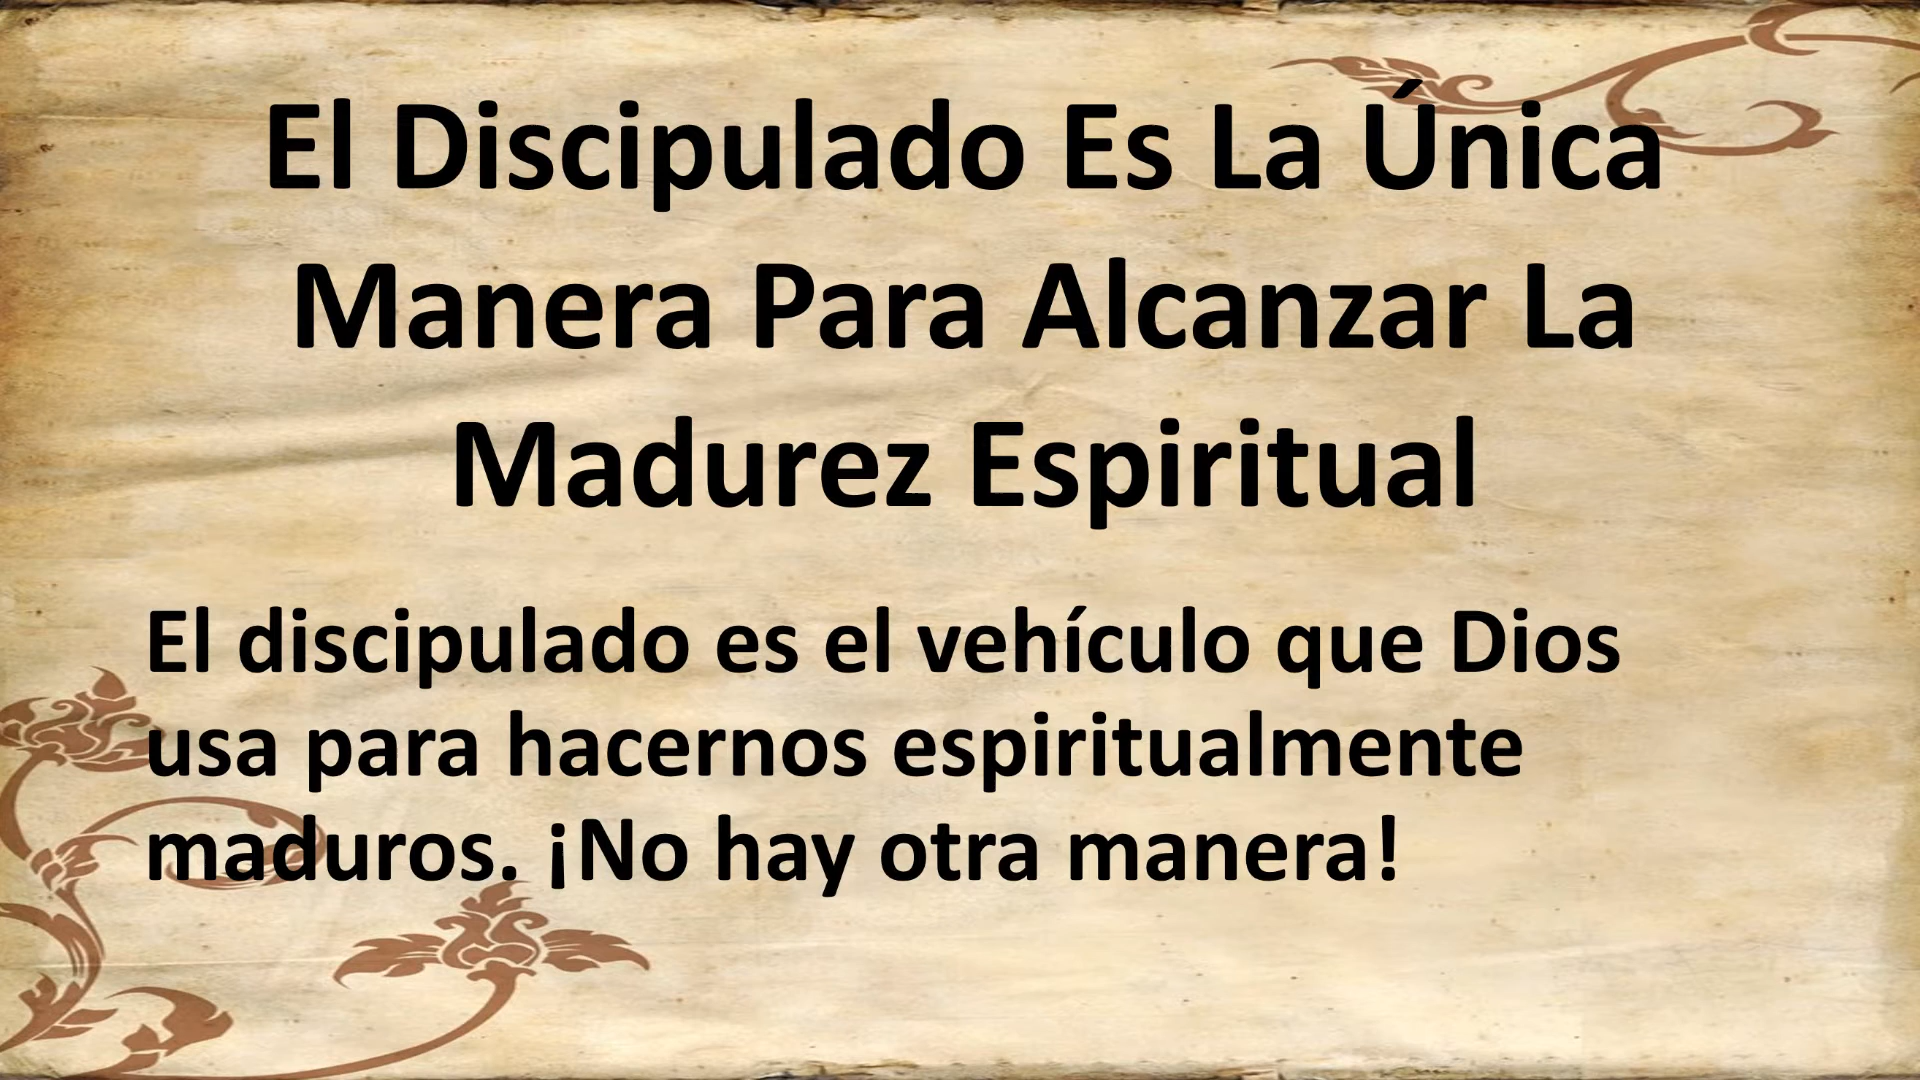 El Discipulado Es La Única
Manera Para Alcanzar La
Madurez Espiritual
El discipulado es el vehículo que Dios
usa para hacernos espiritualmente
maduros. ¡No hay otra manera!